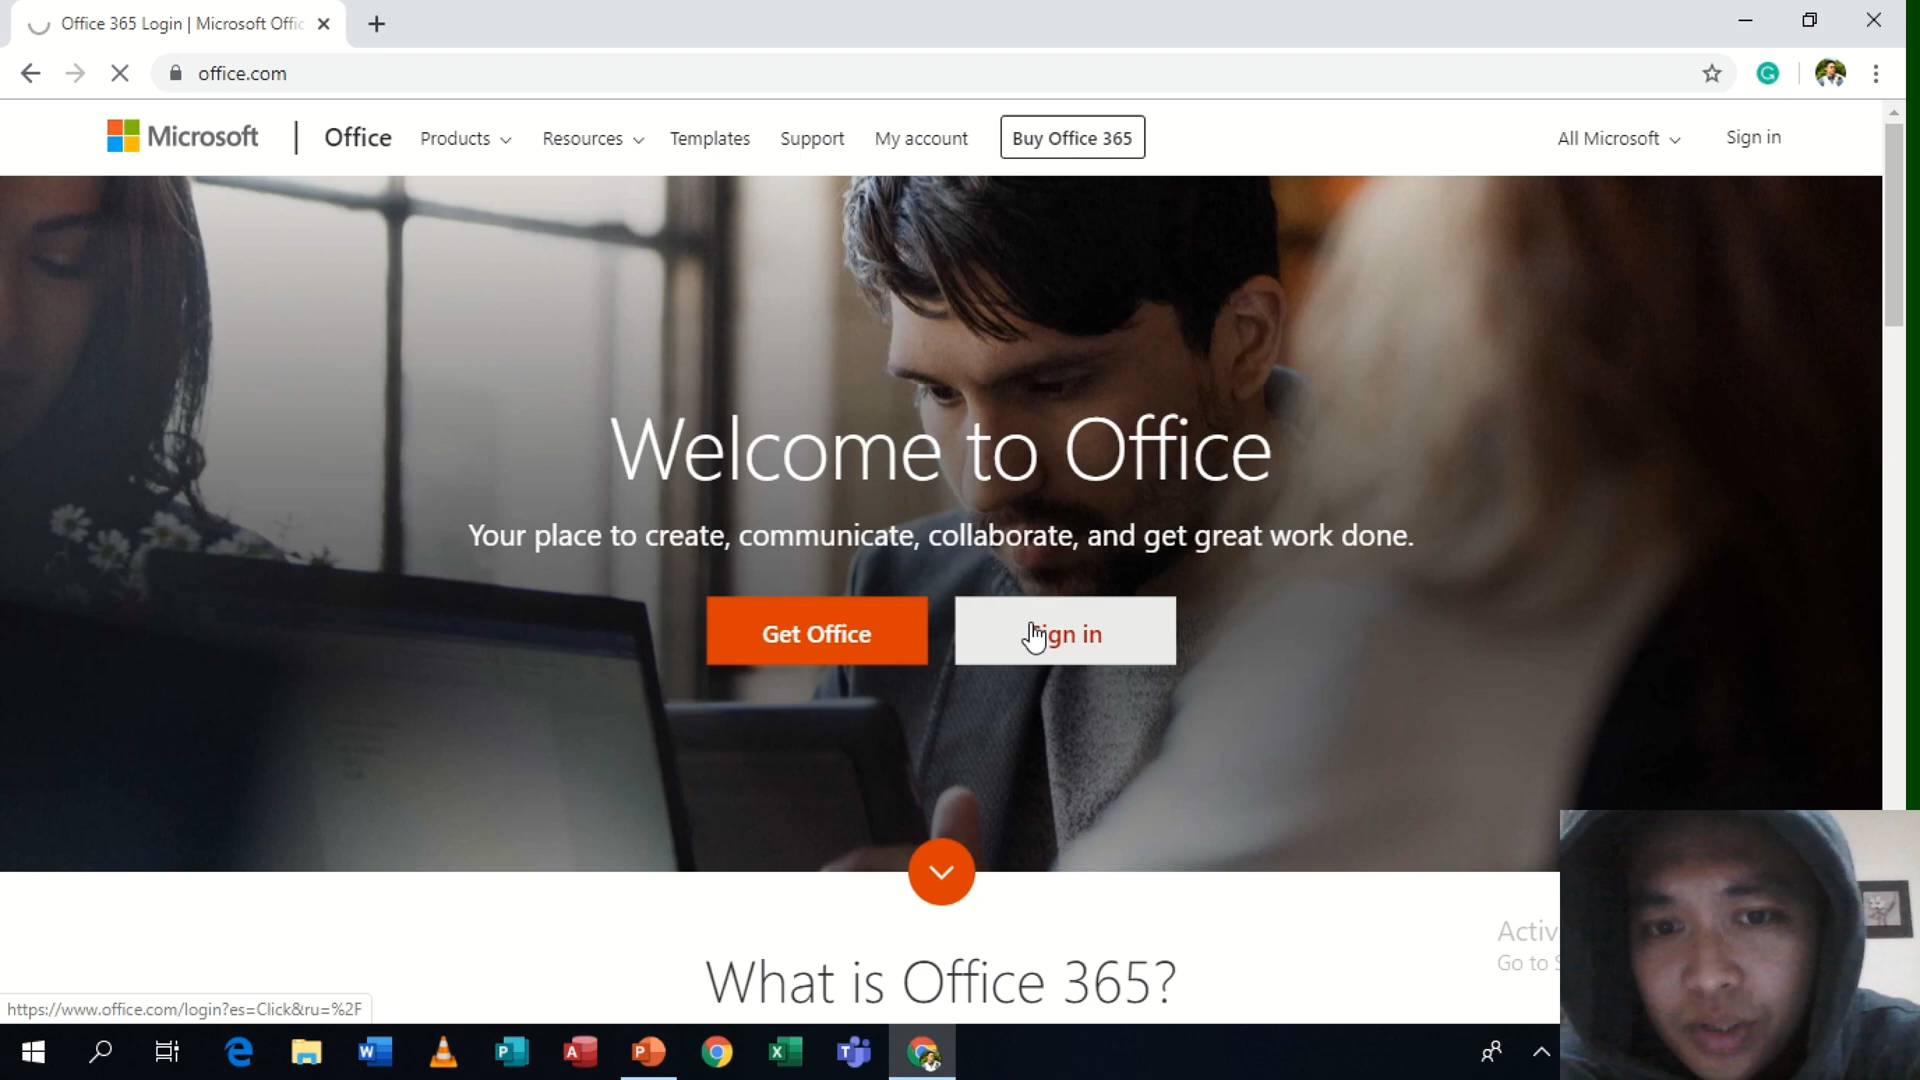 Office 365 Login | Microsoft Offic
office.com
Microsoft
Office
Products
Resources
Templates
Support
My account
Buy Office 365
All Microsoft
Sign in
Welcome to Office
Your place to create, communicate, collaborate, and get great work done.
Get Office
Sign in
What is Office 365?
Activ
Go to S
https://www.office.com/login?es=Click&ru=%2F